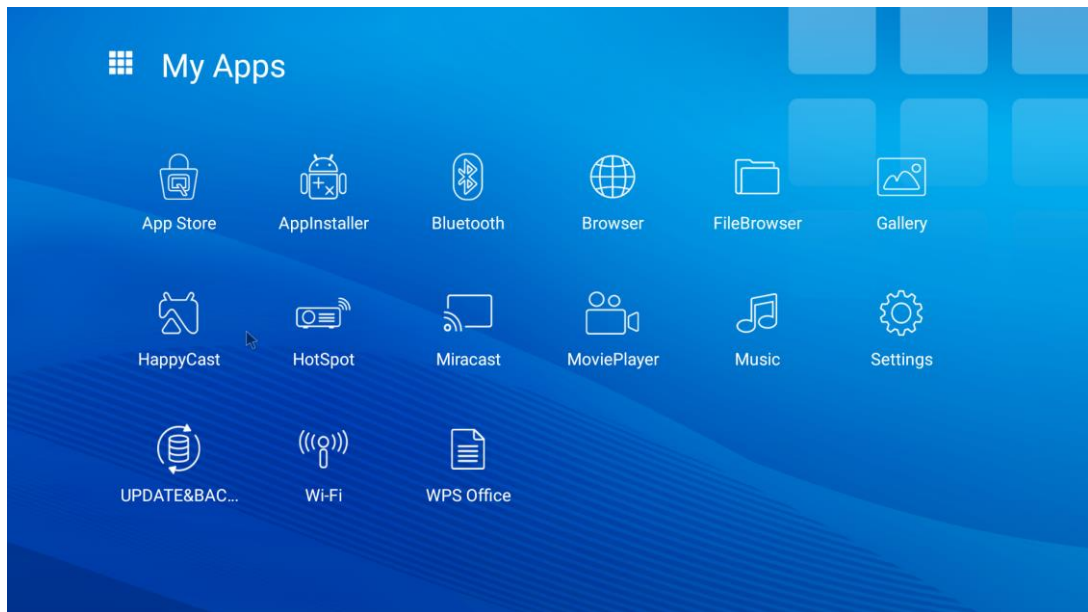 My Apps
App Store
AppInstaller
Bluetooth
Browser
FileBrowser
Gallery
HappyCast
HotSpot
Miracast
MoviePlayer
Music
Settings
UPDATE&BAC...
Wi-Fi
WPS Office